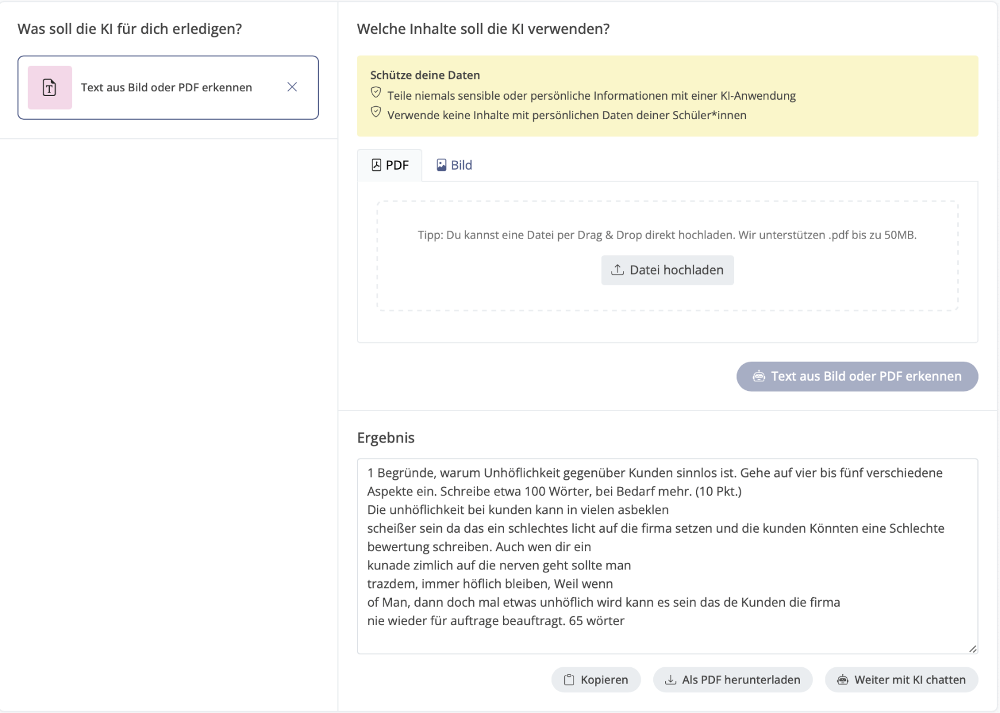 Was soll die KI für dich erledigen?
Text aus Bild oder PDF erkennen
Welche Inhalte soll die KI verwenden?
Schütze deine Daten
Teile niemals sensible oder persönliche Informationen mit einer KI-Anwendung
Verwende keine Inhalte mit persönlichen Daten deiner Schüler*innen
PDF
Bild
Tipp: Du kannst eine Datei per Drag & Drop direkt hochladen. Wir unterstützen .pdf bis zu 50MB.
Datei hochladen
Text aus Bild oder PDF erkennen
Ergebnis
1 Begründe, warum Unhöflichkeit gegenüber Kunden sinnlos ist. Gehe auf vier bis fünf verschiedene
Aspekte ein. Schreibe etwa 100 Wörter, bei Bedarf mehr. (10 Pkt.)
Die unhöflichkeit bei kunden kann in vielen asbeklen
scheißer sein da das ein schlechtes licht auf die firma setzen und die kunden Könnten eine Schlechte
bewertung schreiben. Auch wen dir ein
kunade zimlich auf die nerven geht sollte man
trazdem, immer höflich bleiben, Weil wenn
of Man, dann doch mal etwas unhöflich wird kann es sein das de Kunden die firma
nie wieder für auftrage beauftragt. 65 wörter
Kopieren
Als PDF herunterladen
Weiter mit KI chatten